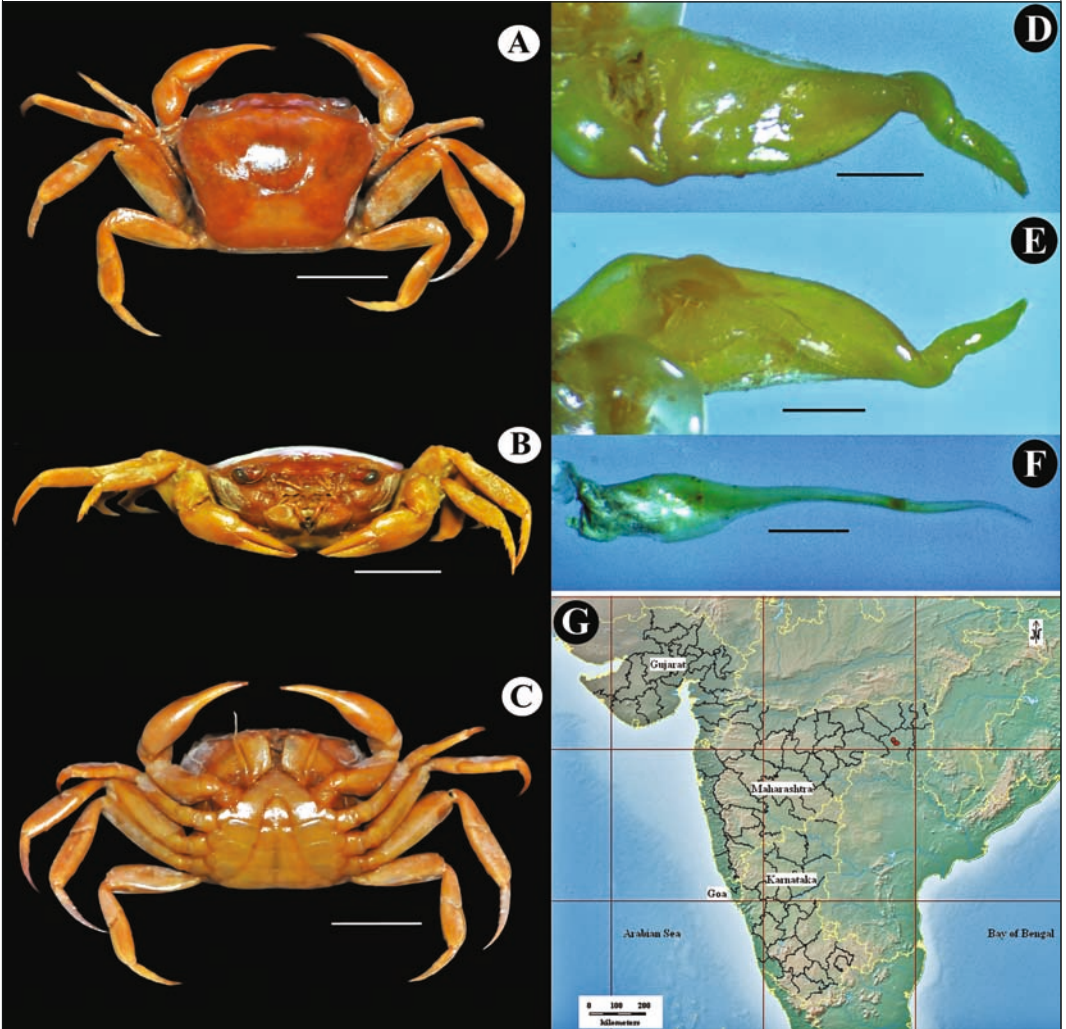 A
B
C
D
E
F
G
N
Gujarat
Maharashtra
Karnataka
Goa
Arabian Sea
Bay of Bengal
0 100 200
kilometers